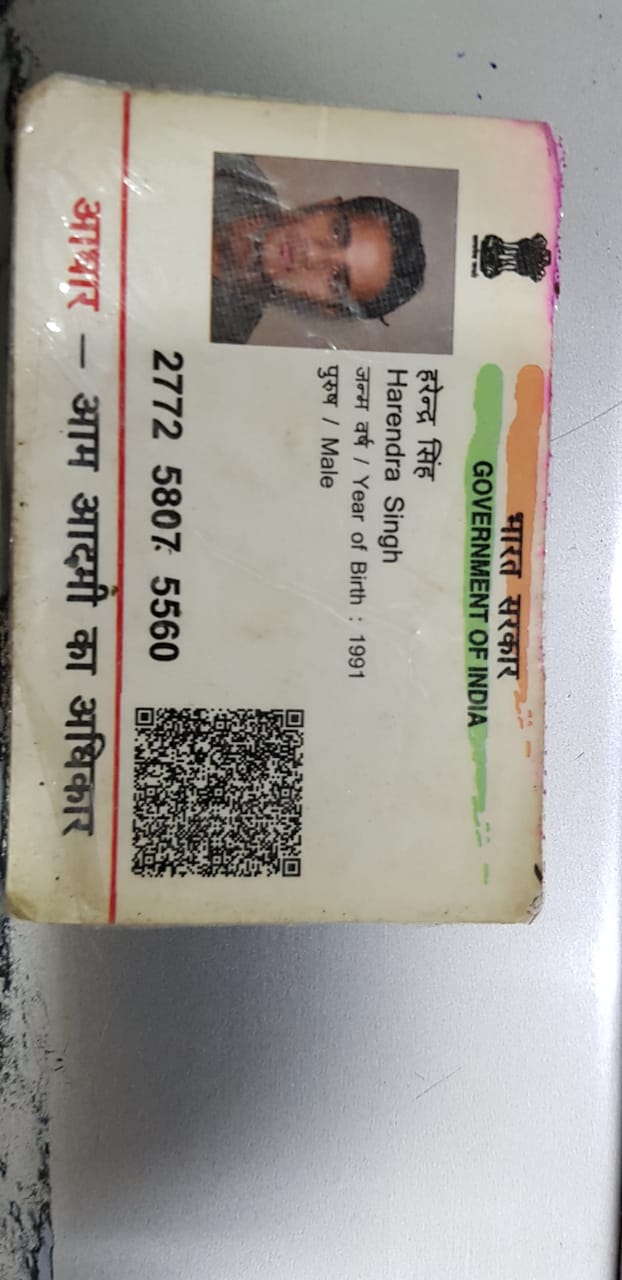 भारत सरकार
GOVERNMENT OF INDIA
हरेन्द्र सिंह
Harendra Singh
जन्म वर्ष / Year of Birth : 1991
पुरुष / Male
2772 5807 5560
आधार – आम आदमी का अधिकार